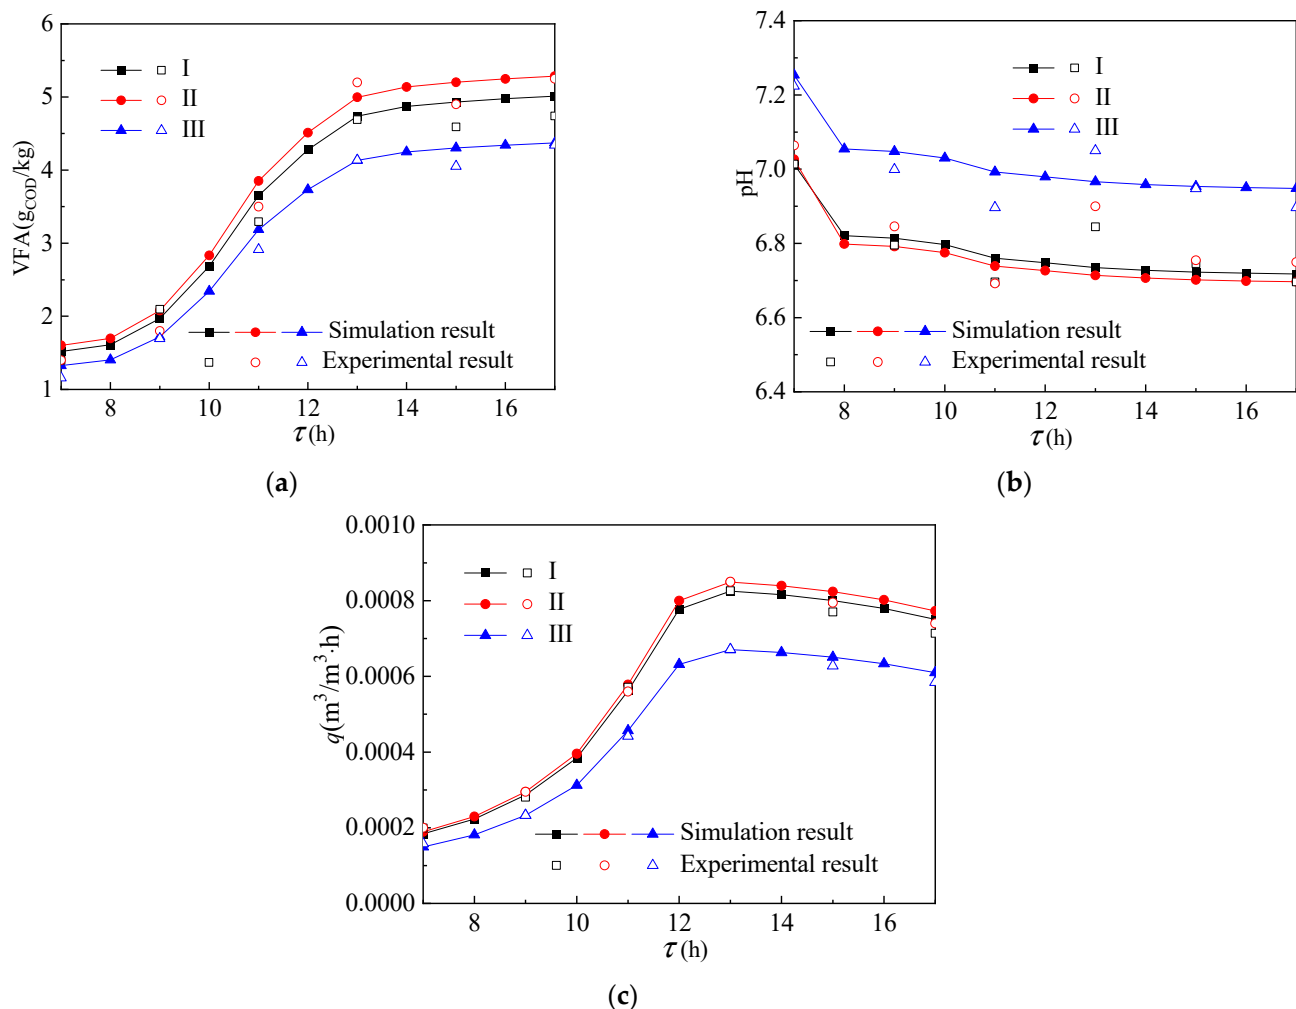 6
5
4
3
2
1
VFA(g_COD/kg)
I
II
III
Simulation result
Experimental result
8 10 12 14 16
τ(h)
(a)
7.4
7.2
7.0
6.8
6.6
6.4
pH
I
II
III
Simulation result
Experimental result
8 10 12 14 16
τ(h)
(b)
0.0010
0.0008
0.0006
0.0004
0.0002
0.0000
q(m³/m³·h)
I
II
III
Simulation result
Experimental result
8 10 12 14 16
τ(h)
(c)